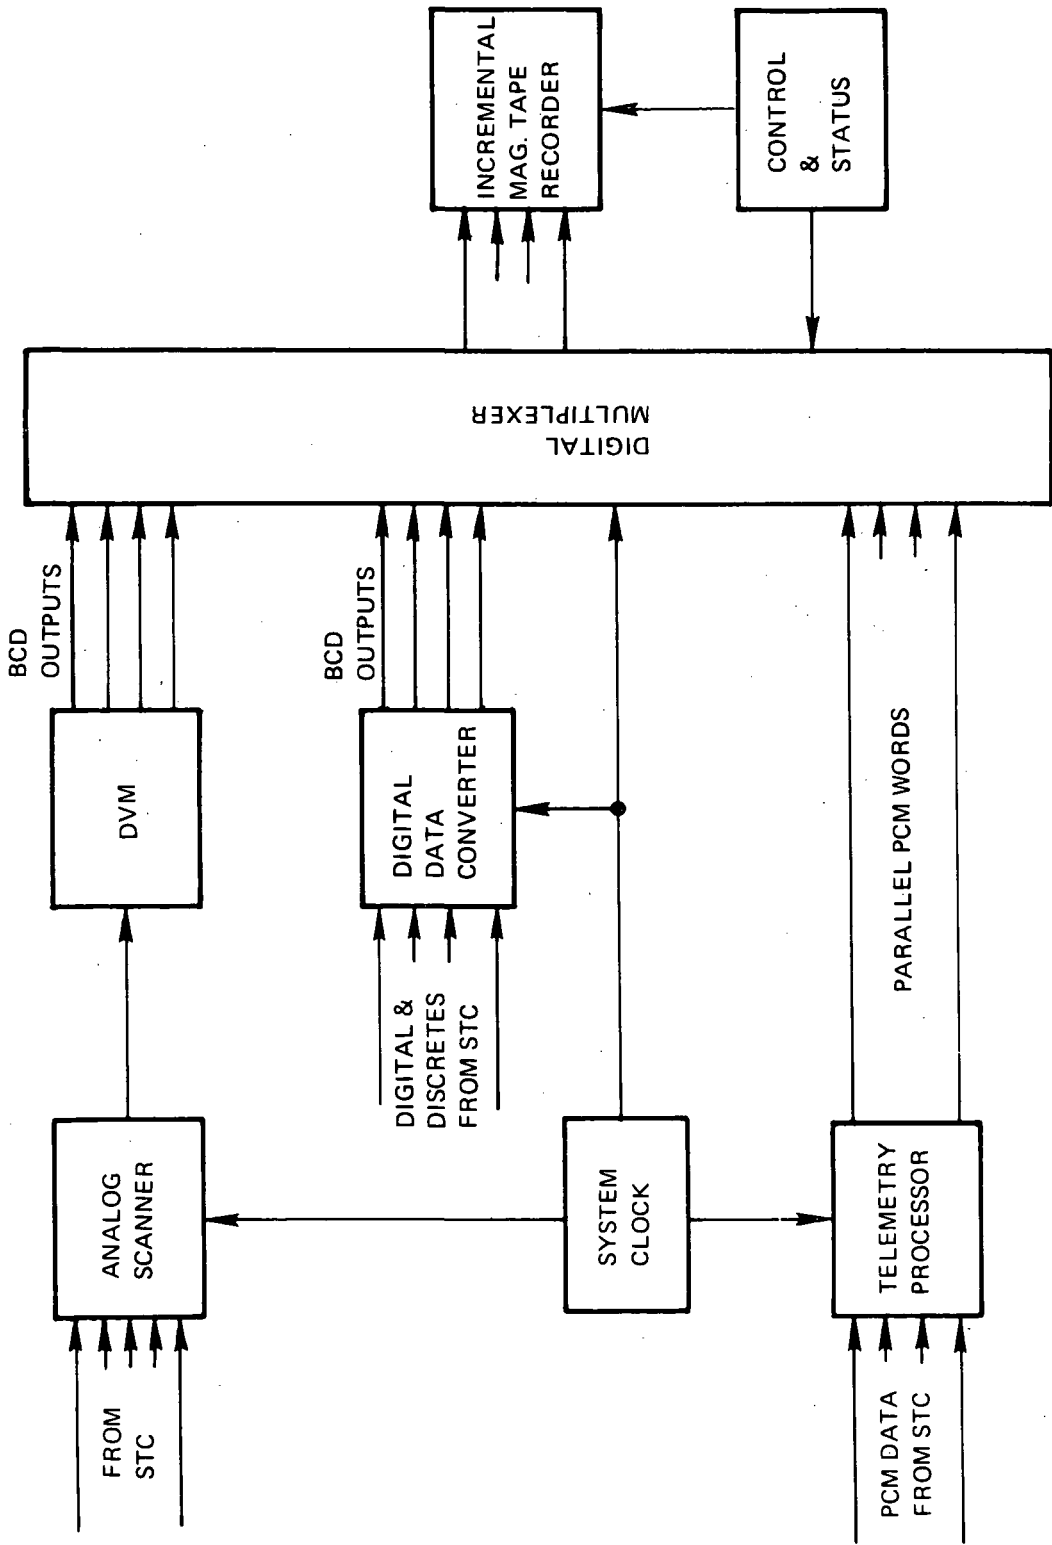 FROM
STC
ANALOG
SCANNER
DVM
BCD
OUTPUTS
DIGITAL &
DISCRETES
FROM STC
DIGITAL
DATA
CONVERTER
BCD
OUTPUTS
SYSTEM
CLOCK
PCM DATA
FROM STC
TELEMETRY
PROCESSOR
PARALLEL PCM WORDS
DIGITAL
MULTIPLEXER
INCREMENTAL
MAG. TAPE
RECORDER
CONTROL
&
STATUS